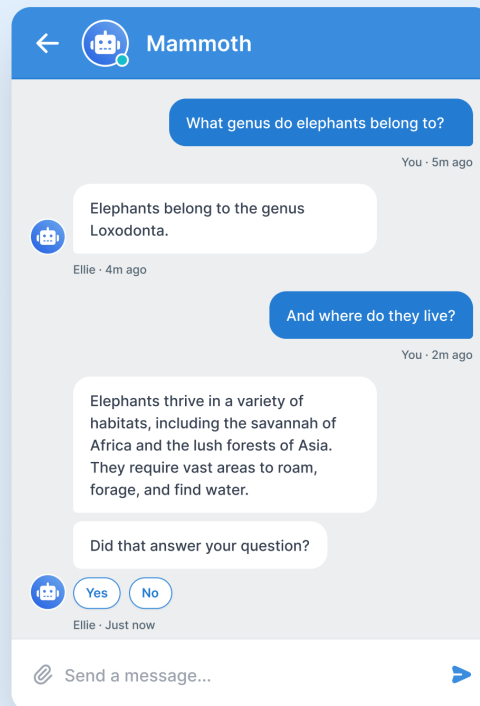 Mammoth
What genus do elephants belong to?
You · 5m ago
Elephants belong to the genus
Loxodonta.
Ellie · 4m ago
And where do they live?
You · 2m ago
Elephants thrive in a variety of
habitats, including the savannah of
Africa and the lush forests of Asia.
They require vast areas to roam,
forage, and find water.
Did that answer your question?
Yes No
Ellie · Just now
Send a message...